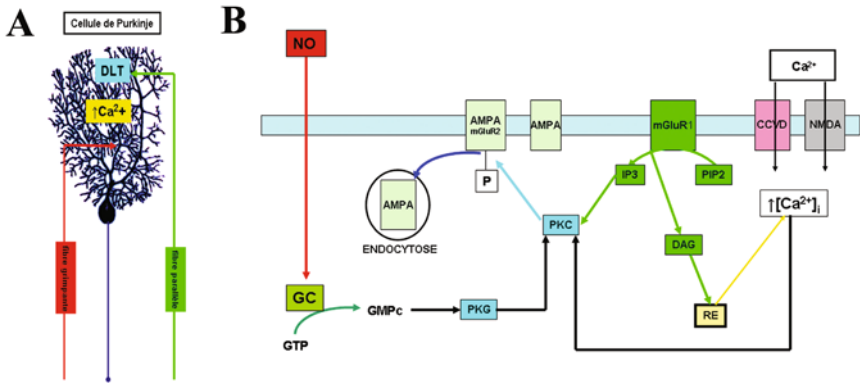 A
Cellule de Purkinje
DLT
↑Ca²+
fibre grimpante
fibre parallèle
B
NO
Ca²⁺
AMPA
mGluR2
AMPA
mGluR1
CCVD
NMDA
P
IP3
PIP2
AMPA
ENDOCYTOSE
PKC
↑[Ca²⁺]i
DAG
RE
GC
GMPc
PKG
GTP